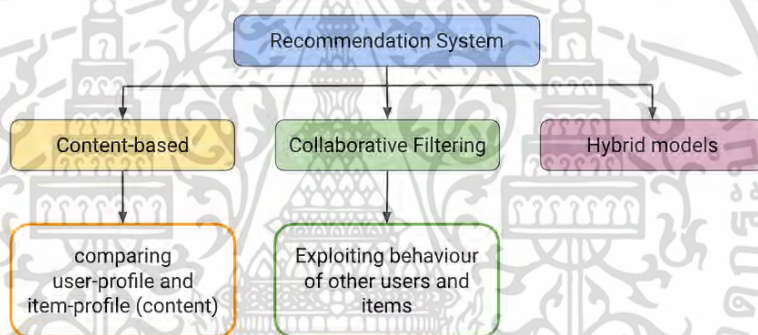 Recommendation System
Content-based
Collaborative Filtering
Hybrid models
comparing
user-profile and
item-profile (content)
Exploiting behaviour
of other users and
items